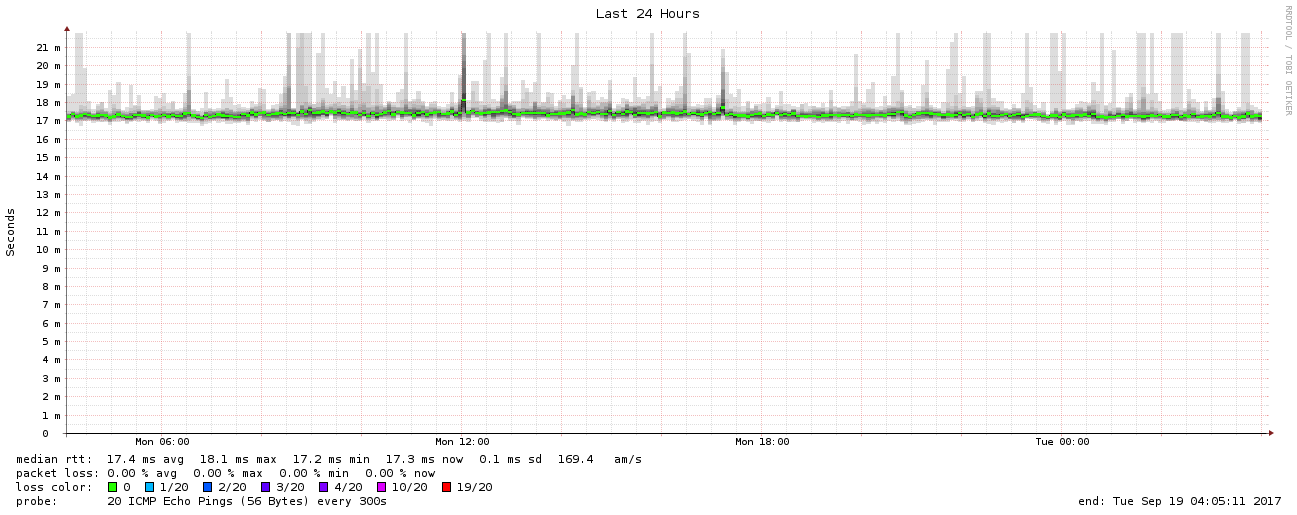 Last 24 Hours
RRDTOOL / TOBI OETIKER
Seconds
21 m
20 m
19 m
18 m
17 m
16 m
15 m
14 m
13 m
12 m
11 m
10 m
9 m
8 m
7 m
6 m
5 m
4 m
3 m
2 m
1 m
0
Mon 06:00 Mon 12:00 Mon 18:00 Tue 00:00
median rtt: 17.4 ms avg 18.1 ms max 17.2 ms min 17.3 ms now 0.1 ms sd 169.4 am/s
packet loss: 0.00 % avg 0.00 % max 0.00 % min 0.00 % now
loss color: 0 1/20 2/20 3/20 4/20 10/20 19/20
probe: 20 ICMP Echo Pings (56 Bytes) every 300s end: Tue Sep 19 04:05:11 2017